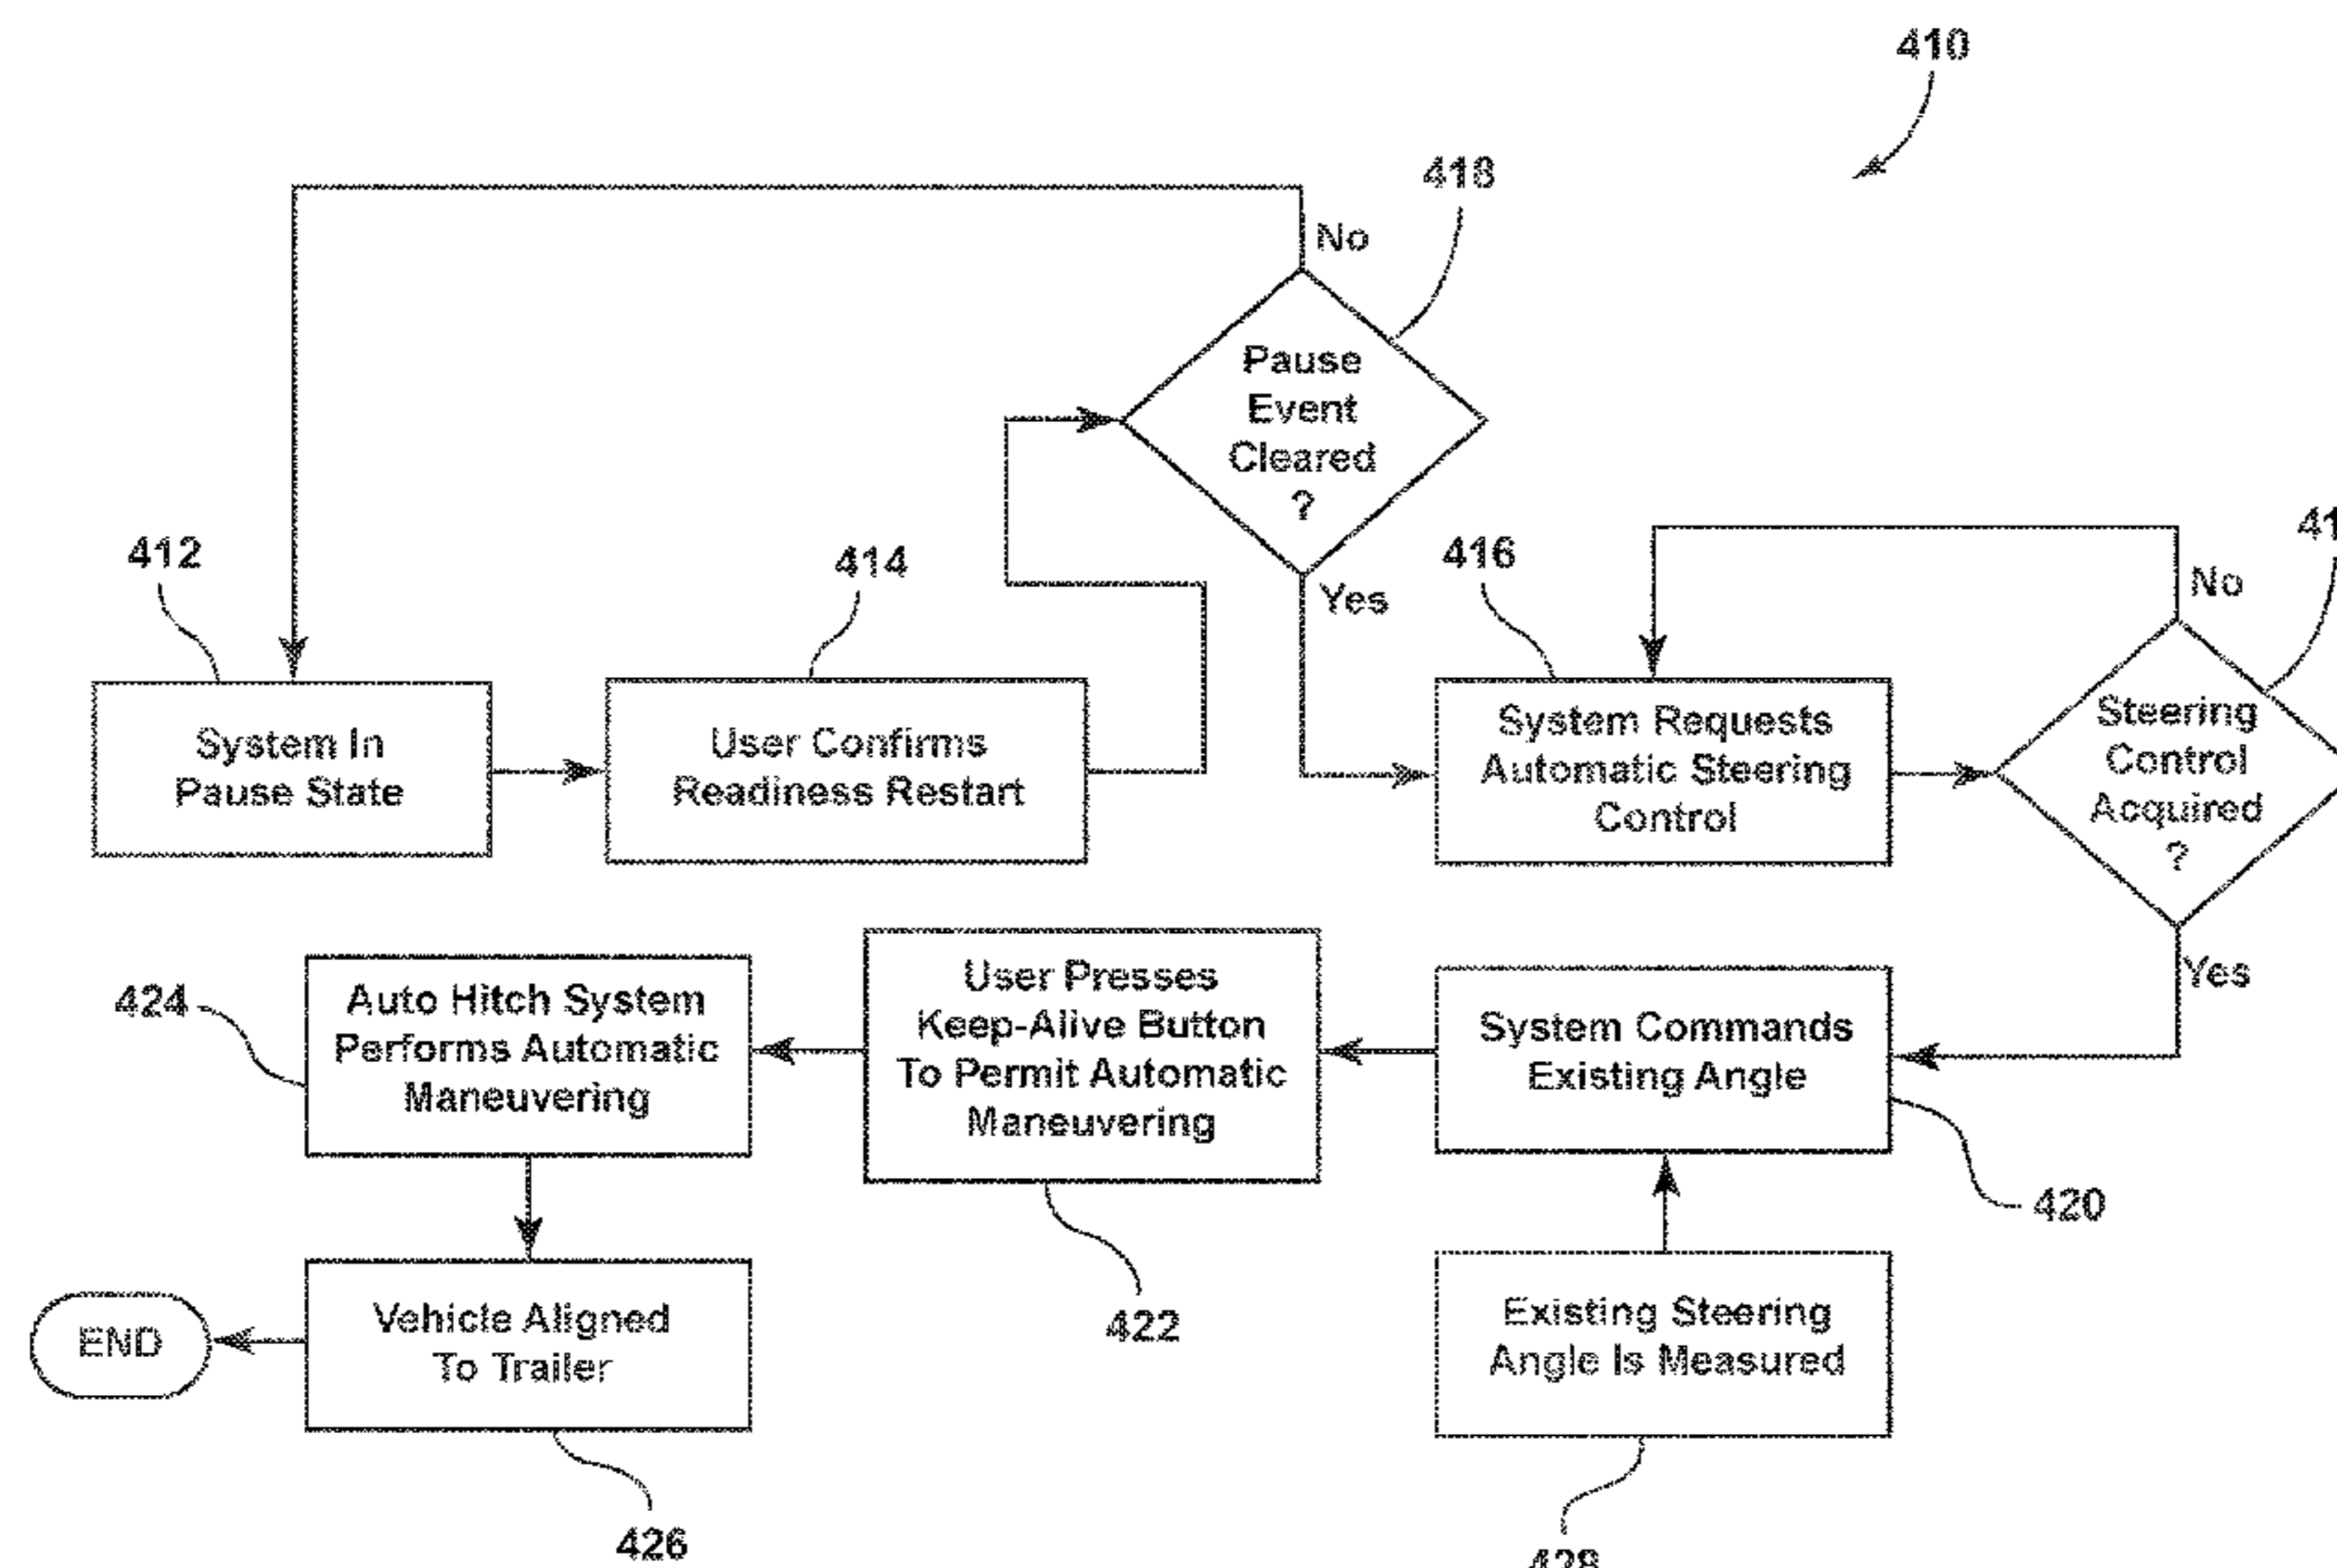 410
418
No
Pause
Event
Cleared
?
Yes
412
414
416
41
No
System In
Pause State
User Confirms
Readiness Restart
System Requests
Automatic Steering
Control
Steering
Control
Acquired
?
Yes
424
Auto Hitch System
Performs Automatic
Maneuvering
User Presses
Keep-Alive Button
To Permit Automatic
Maneuvering
System Commands
Existing Angle
420
END
Vehicle Aligned
To Trailer
422
Existing Steering
Angle Is Measured
426
428